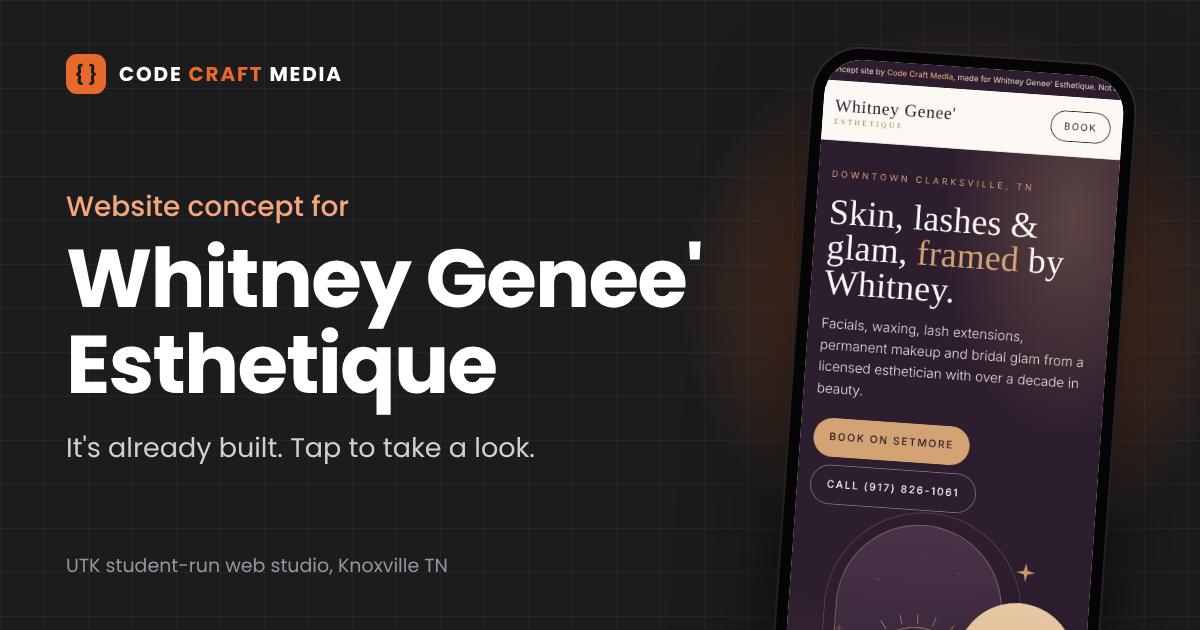 { } CODE CRAFT MEDIA
Website concept for
Whitney Genee'
Esthetique
It's already built. Tap to take a look.
UTK student-run web studio, Knoxville TN
site by Code Craft Media, made for Whitney Genee' Esthetique. Not
Whitney Genee'
ESTHETIQUE
BOOK
DOWNTOWN CLARKSVILLE, TN
Skin, lashes &
glam, framed by
Whitney.
Facials, waxing, lash extensions,
permanent makeup and bridal glam from a
licensed esthetician with over a decade in
beauty.
BOOK ON SETMORE
CALL (917) 826-1061